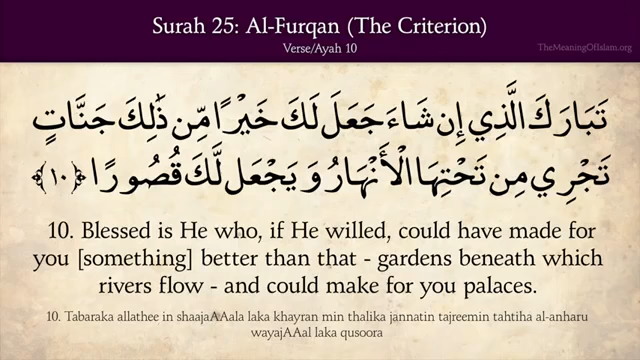 Surah 25: Al-Furqan (The Criterion)
Verse/Ayah 10
TheMeaningOfIslam.org
تَبَارَكَ الَّذِي إِن شَاءَ جَعَلَ لَكَ خَيْرًا مِّن ذَٰلِكَ جَنَّاتٍ
تَجْرِي مِن تَحْتِهَا الْأَنْهَارُ وَيَجْعَل لَّكَ قُصُورًا ﴿١٠﴾
10. Blessed is He who, if He willed, could have made for
you [something] better than that - gardens beneath which
rivers flow - and could make for you palaces.
10. Tabaraka allathee in shaajaAAala laka khayran min thalika jannatin tajreemin tahtiha al-anharu
wayajAAal laka qusoora